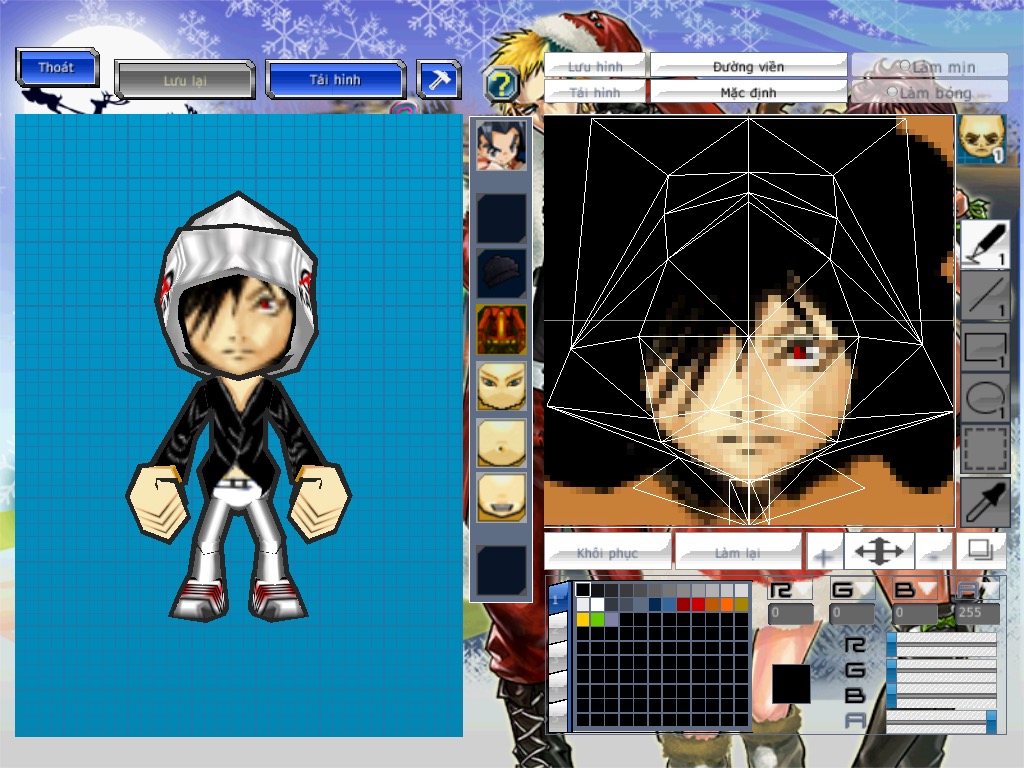 Thoát
Lưu lại
Tải hình
?
Lưu hình
Đường viền
Làm mịn
Tải hình
Mặc định
Làm bóng
1
1
1
1
1
Khôi phục
Làm lại
+
-
1
R
G
B
A
0
0
0
255
R
G
B
A